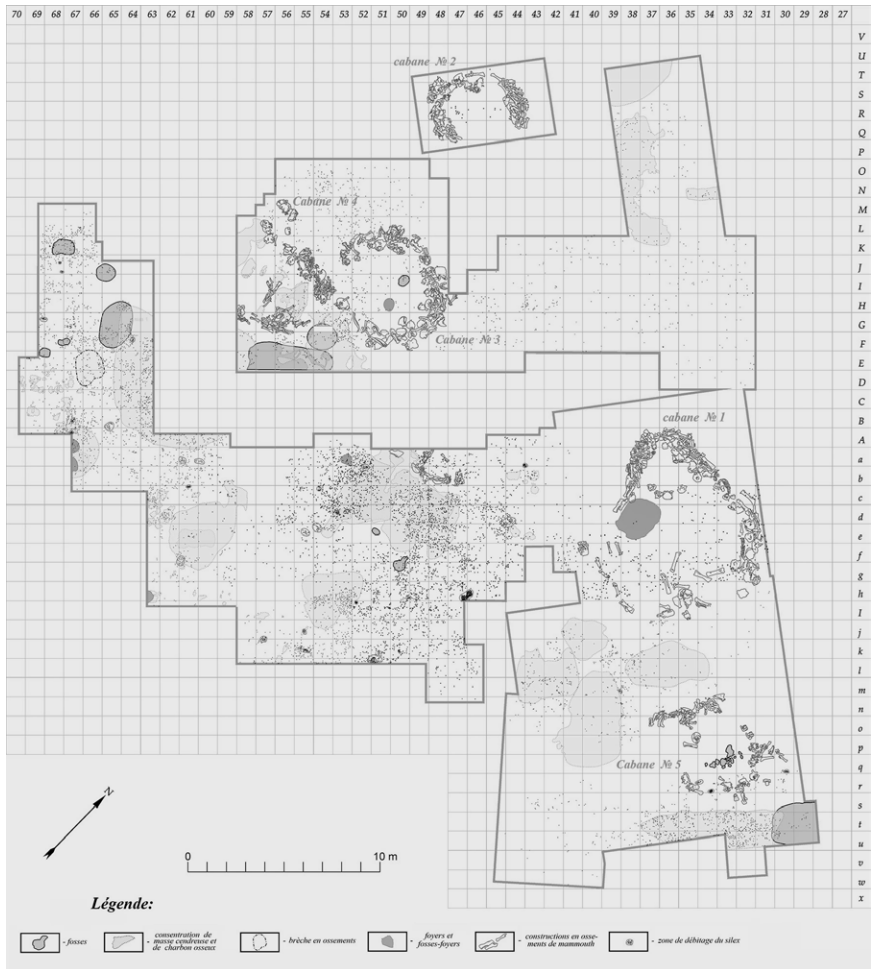 70 69 68 67 66 65 64 63 62 61 60 59 58 57 56 55 54 53 52 51 50 49 48 47 46 45 44 43 42 41 40 39 38 37 36 35 34 33 32 31 30 29 28 27
V
U
T
S
R
Q
P
O
N
M
L
K
J
I
H
G
F
E
D
C
B
A
a
b
c
d
e
f
g
h
I
j
k
l
m
n
o
p
q
r
s
t
u
v
w
x
cabane № 2
Cabane № 4
Cabane № 3
cabane № 1
Cabane № 5
N
0 10 m
Légende:
- fosses
consentration de
- masse cendreuse et
de charbon osseux
- brèche en ossements
foyers et
- fosses-foyers
constructions en osse-
- ments de mammouth
- zone de débitage du siles